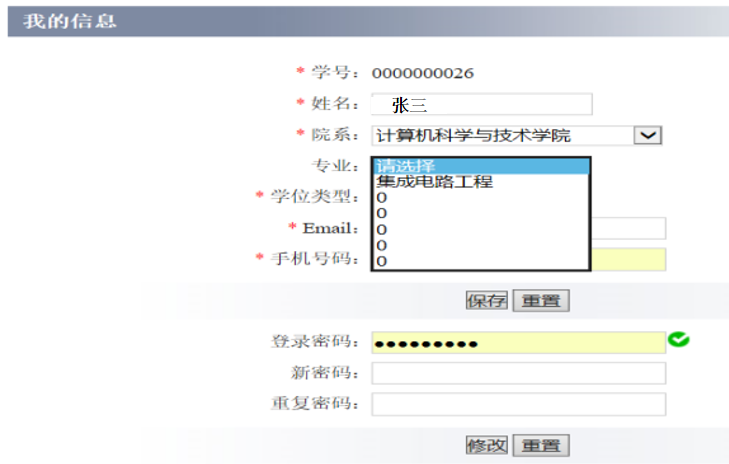 我的信息
* 学号: 0000000026
* 姓名: 张三
* 院系: 计算机科学与技术学院
专业: 请选择
集成电路工程
* 学位类型: 0
0
* Email: 0
0
* 手机号码: 0
保存 重置
登录密码: ●●●●●●●●●
新密码:
重复密码:
修改 重置